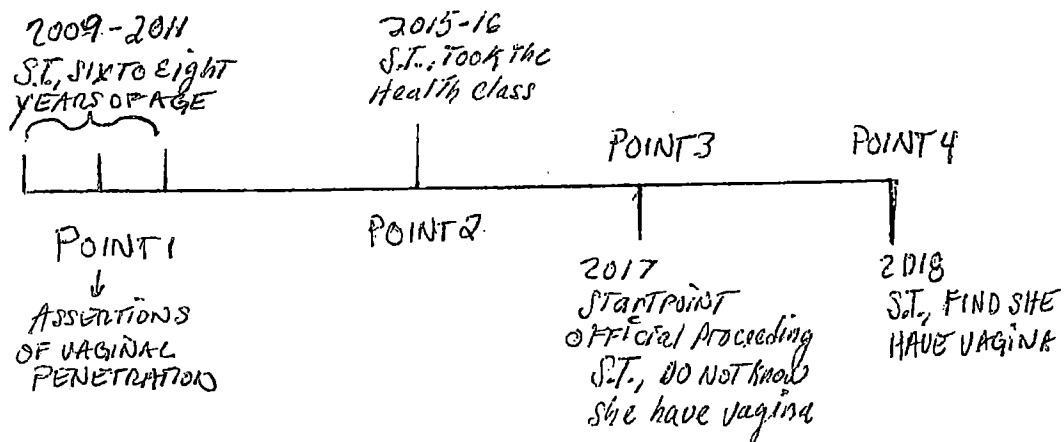 2009-2011
S.T., SIX TO Eight
YEARS OF AGE
2015-16
S.T., TOOK THE
Health Class
POINT 3
POINT 4
POINT 1
POINT 2
ASSERTIONS
OF VAGINAL
PENETRATION
2017
STARTPOINT
OFFicial Proceeding
S.T., DO NOT Know
she have vagina
2018
S.T., FIND SHE
HAVE VAGINA